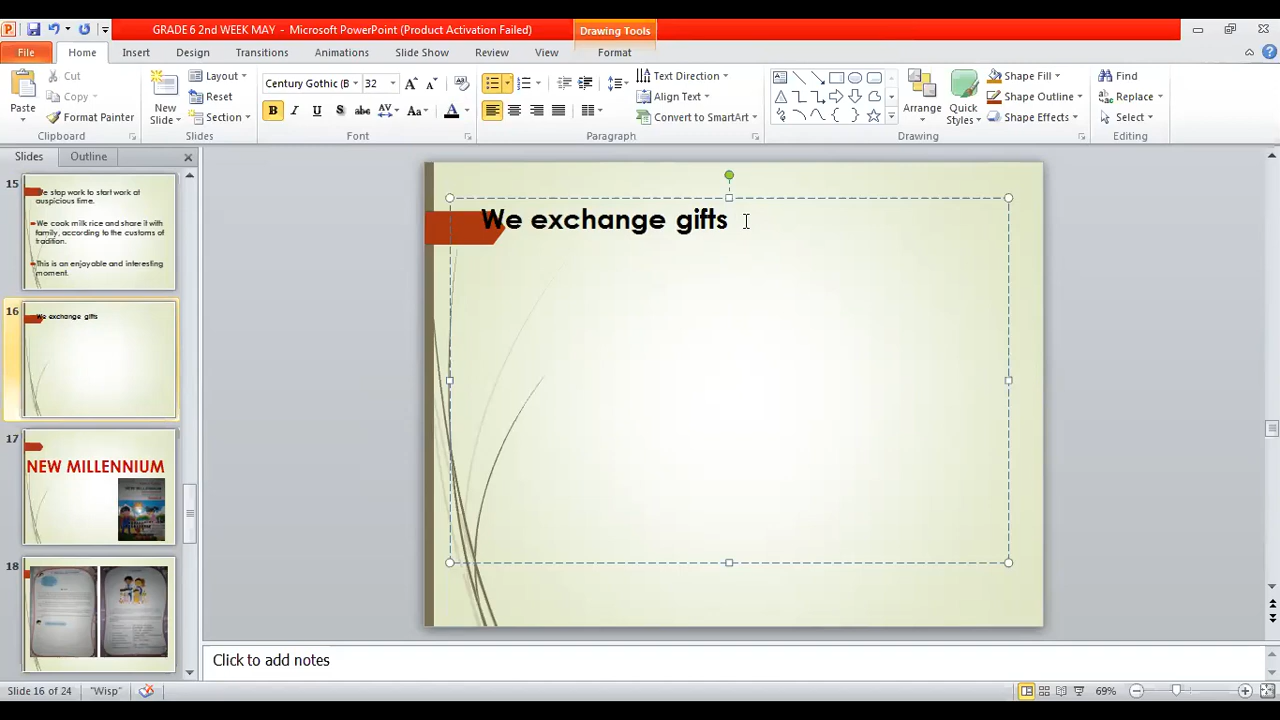 GRADE 6 2nd WEEK MAY - Microsoft PowerPoint (Product Activation Failed)
Drawing Tools
File Home Insert Design Transitions Animations Slide Show Review View Format
Paste
Cut
Copy
Format Painter
Clipboard
New Slide
Layout
Reset
Section
Slides
Century Gothic (B 32
B I U S abc AV Aa A
Font
Text Direction
Align Text
Convert to SmartArt
Paragraph
Arrange
Quick Styles
Shape Fill
Shape Outline
Shape Effects
Drawing
Find
Replace
Select
Editing
Slides Outline
15
We stop work to start work at
auspicious time.
We cook milk rice and share it with
family, according to the customs of
tradition.
This is an enjoyable and interesting
moment.
16
We exchange gifts
17
NEW MILLENNIUM
18
We exchange gifts
Click to add notes
Slide 16 of 24 "Wisp" 69%